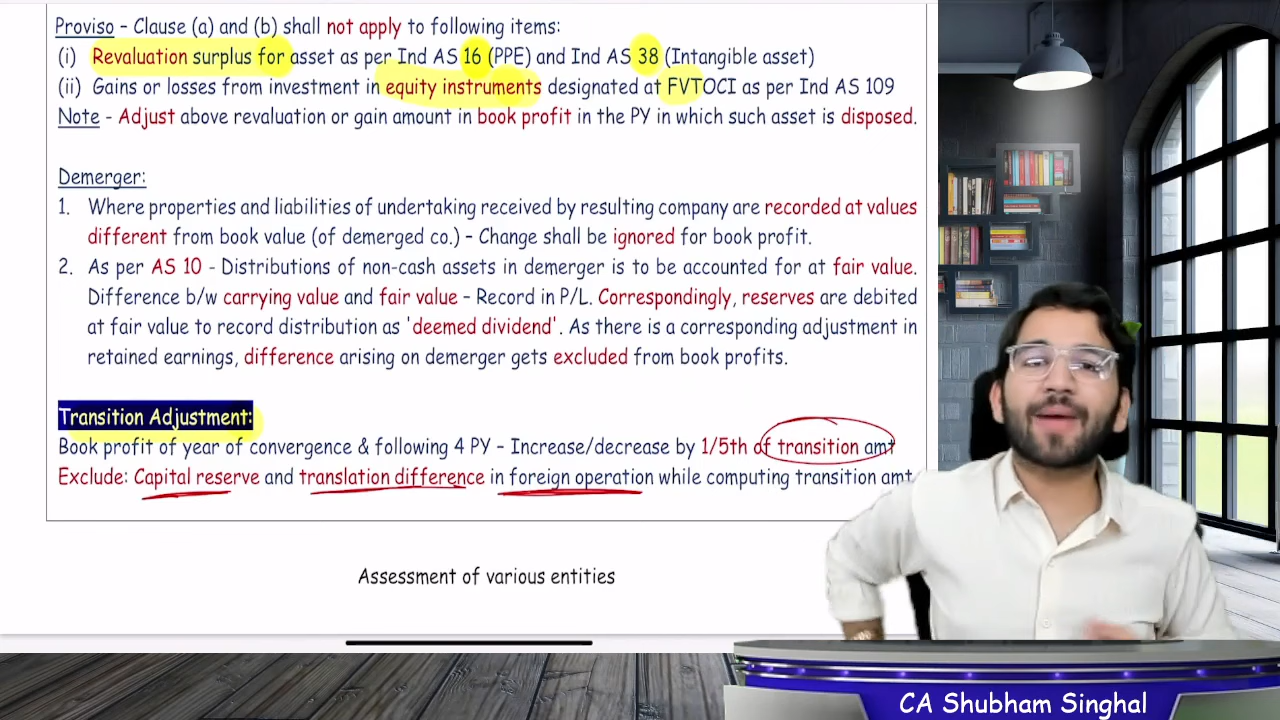 Proviso – Clause (a) and (b) shall not apply to following items:
(i) Revaluation surplus for asset as per Ind AS 16 (PPE) and Ind AS 38 (Intangible asset)
(ii) Gains or losses from investment in equity instruments designated at FVTOCI as per Ind AS 109
Note - Adjust above revaluation or gain amount in book profit in the PY in which such asset is disposed.
Demerger:
1. Where properties and liabilities of undertaking received by resulting company are recorded at values
different from book value (of demerged co.) – Change shall be ignored for book profit.
2. As per AS 10 - Distributions of non-cash assets in demerger is to be accounted for at fair value.
Difference b/w carrying value and fair value – Record in P/L. Correspondingly, reserves are debited
at fair value to record distribution as 'deemed dividend'. As there is a corresponding adjustment in
retained earnings, difference arising on demerger gets excluded from book profits.
Transition Adjustment:
Book profit of year of convergence & following 4 PY – Increase/decrease by 1/5th of transition amt
Exclude: Capital reserve and translation difference in foreign operation while computing transition amt
Assessment of various entities
CA Shubham Singhal